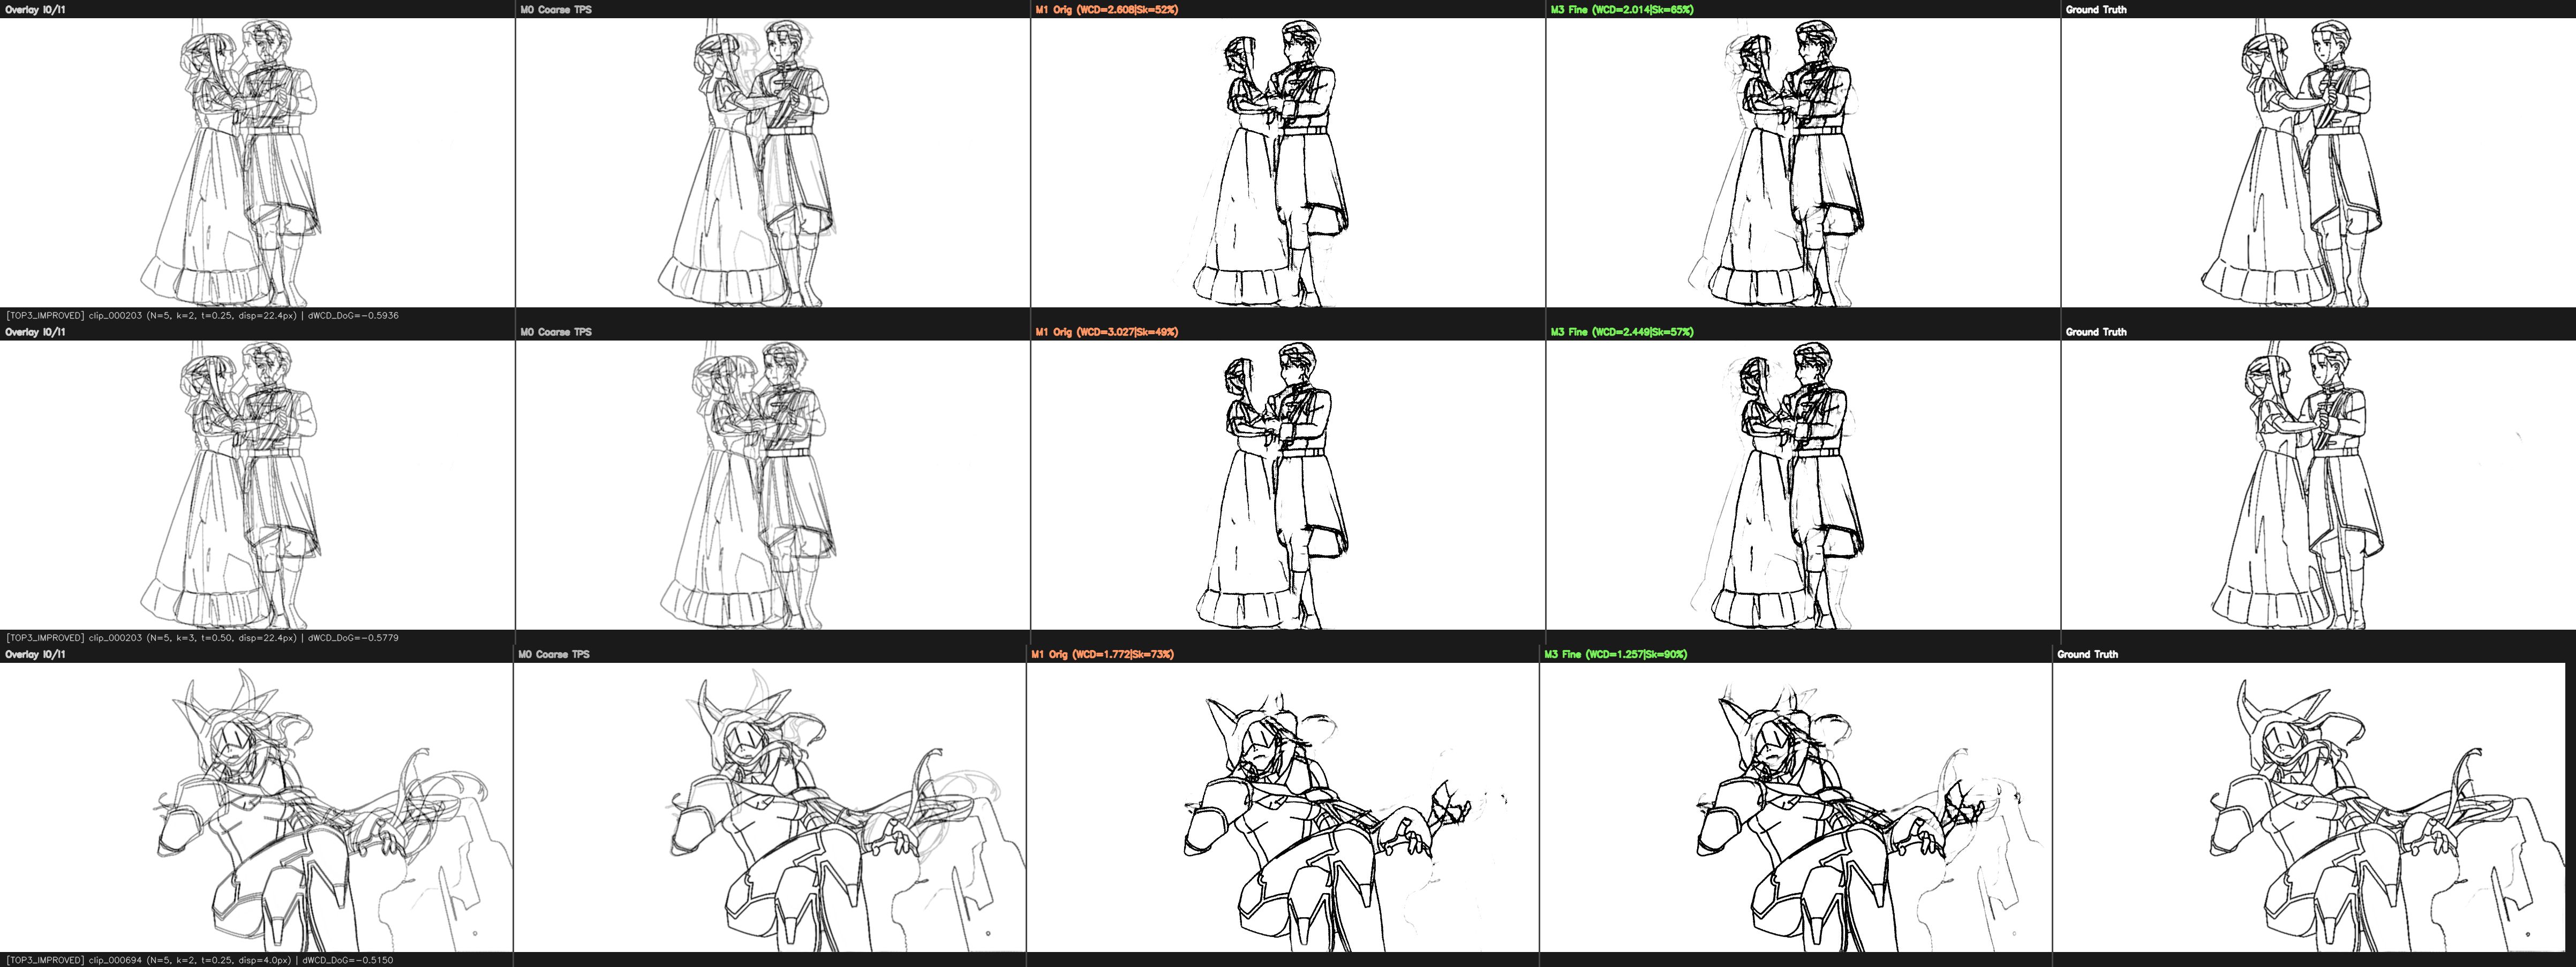 Overlay I0/I1 M0 Coarse TPS M1 Orig (WCD=2.608|Sk=52%) M3 Fine (WCD=2.014|Sk=65%) Ground Truth
[TOP3_IMPROVED] clip_000203 (N=5, k=2, t=0.25, disp=22.4px) | dWCD_DoG=-0.5936
Overlay I0/I1 M0 Coarse TPS M1 Orig (WCD=3.027|Sk=49%) M3 Fine (WCD=2.449|Sk=57%) Ground Truth
[TOP3_IMPROVED] clip_000203 (N=5, k=3, t=0.50, disp=22.4px) | dWCD_DoG=-0.5779
Overlay I0/I1 M0 Coarse TPS M1 Orig (WCD=1.772|Sk=73%) M3 Fine (WCD=1.257|Sk=90%) Ground Truth
[TOP3_IMPROVED] clip_000694 (N=5, k=2, t=0.25, disp=4.0px) | dWCD_DoG=-0.5150